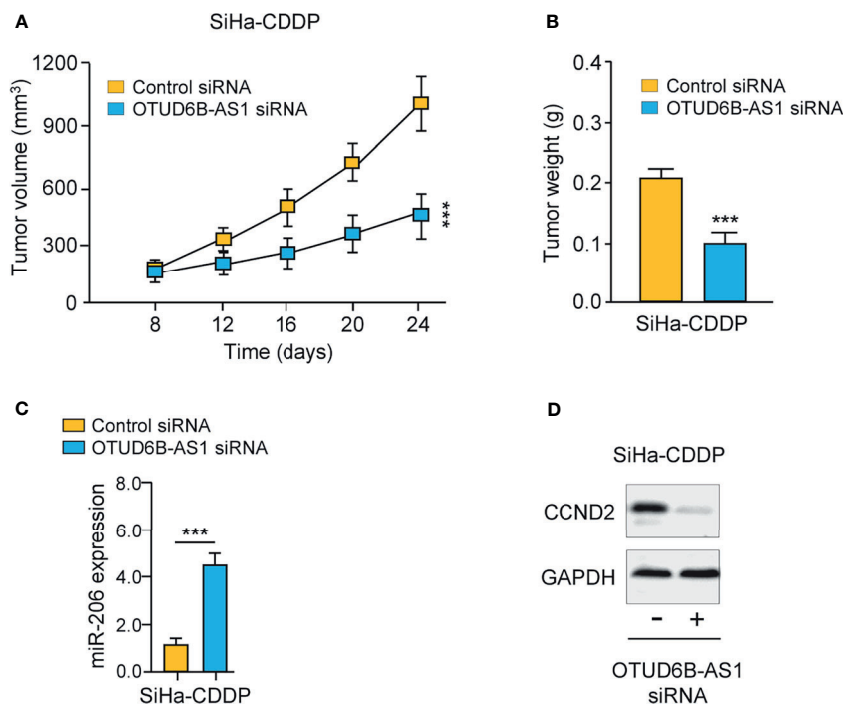 A
SiHa-CDDP
Tumor volume (mm³)
1200
900
600
300
0
Control siRNA
OTUD6B-AS1 siRNA
***
8 12 16 20 24
Time (days)
B
Tumor weight (g)
0.4
0.3
0.2
0.1
0.0
Control siRNA
OTUD6B-AS1 siRNA
***
SiHa-CDDP
C
Control siRNA
OTUD6B-AS1 siRNA
miR-206 expression
8.0
6.0
4.0
2.0
0.0
***
SiHa-CDDP
D
SiHa-CDDP
CCND2
GAPDH
- +
OTUD6B-AS1
siRNA